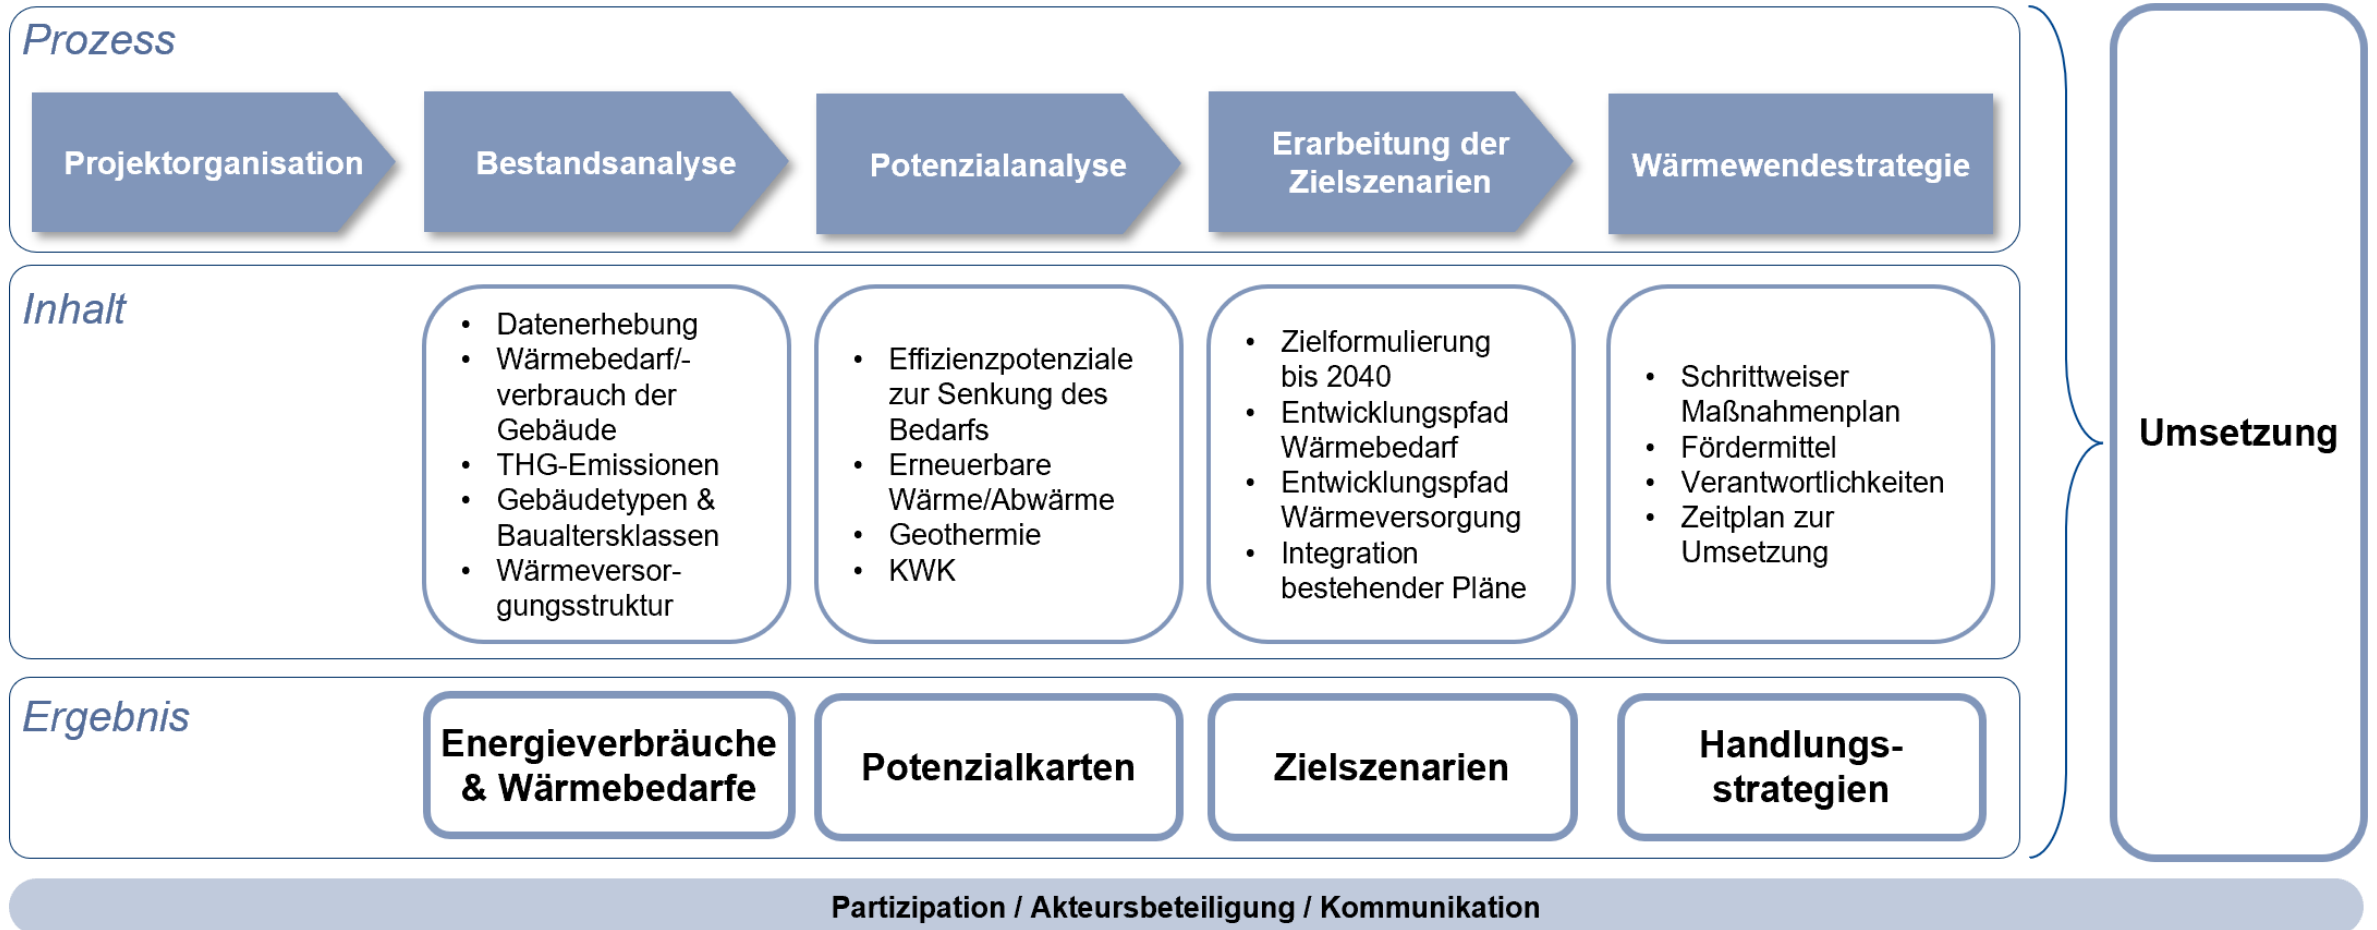 Prozess
Projektorganisation
Bestandsanalyse
Potenzialanalyse
Erarbeitung der
Zielszenarien
Wärmewendestrategie
Inhalt
• Datenerhebung
• Wärmebedarf/-
verbrauch der
Gebäude
• THG-Emissionen
• Gebäudetypen &
Baualtersklassen
• Wärmeversor-
gungsstruktur
• Effizienzpotenziale
zur Senkung des
Bedarfs
• Erneuerbare
Wärme/Abwärme
• Geothermie
• KWK
• Zielformulierung
bis 2040
• Entwicklungspfad
Wärmebedarf
• Entwicklungspfad
Wärmeversorgung
• Integration
bestehender Pläne
• Schrittweiser
Maßnahmenplan
• Fördermittel
• Verantwortlichkeiten
• Zeitplan zur
Umsetzung
Ergebnis
Energieverbräuche
& Wärmebedarfe
Potenzialkarten
Zielszenarien
Handlungs-
strategien
Umsetzung
Partizipation / Akteursbeteiligung / Kommunikation